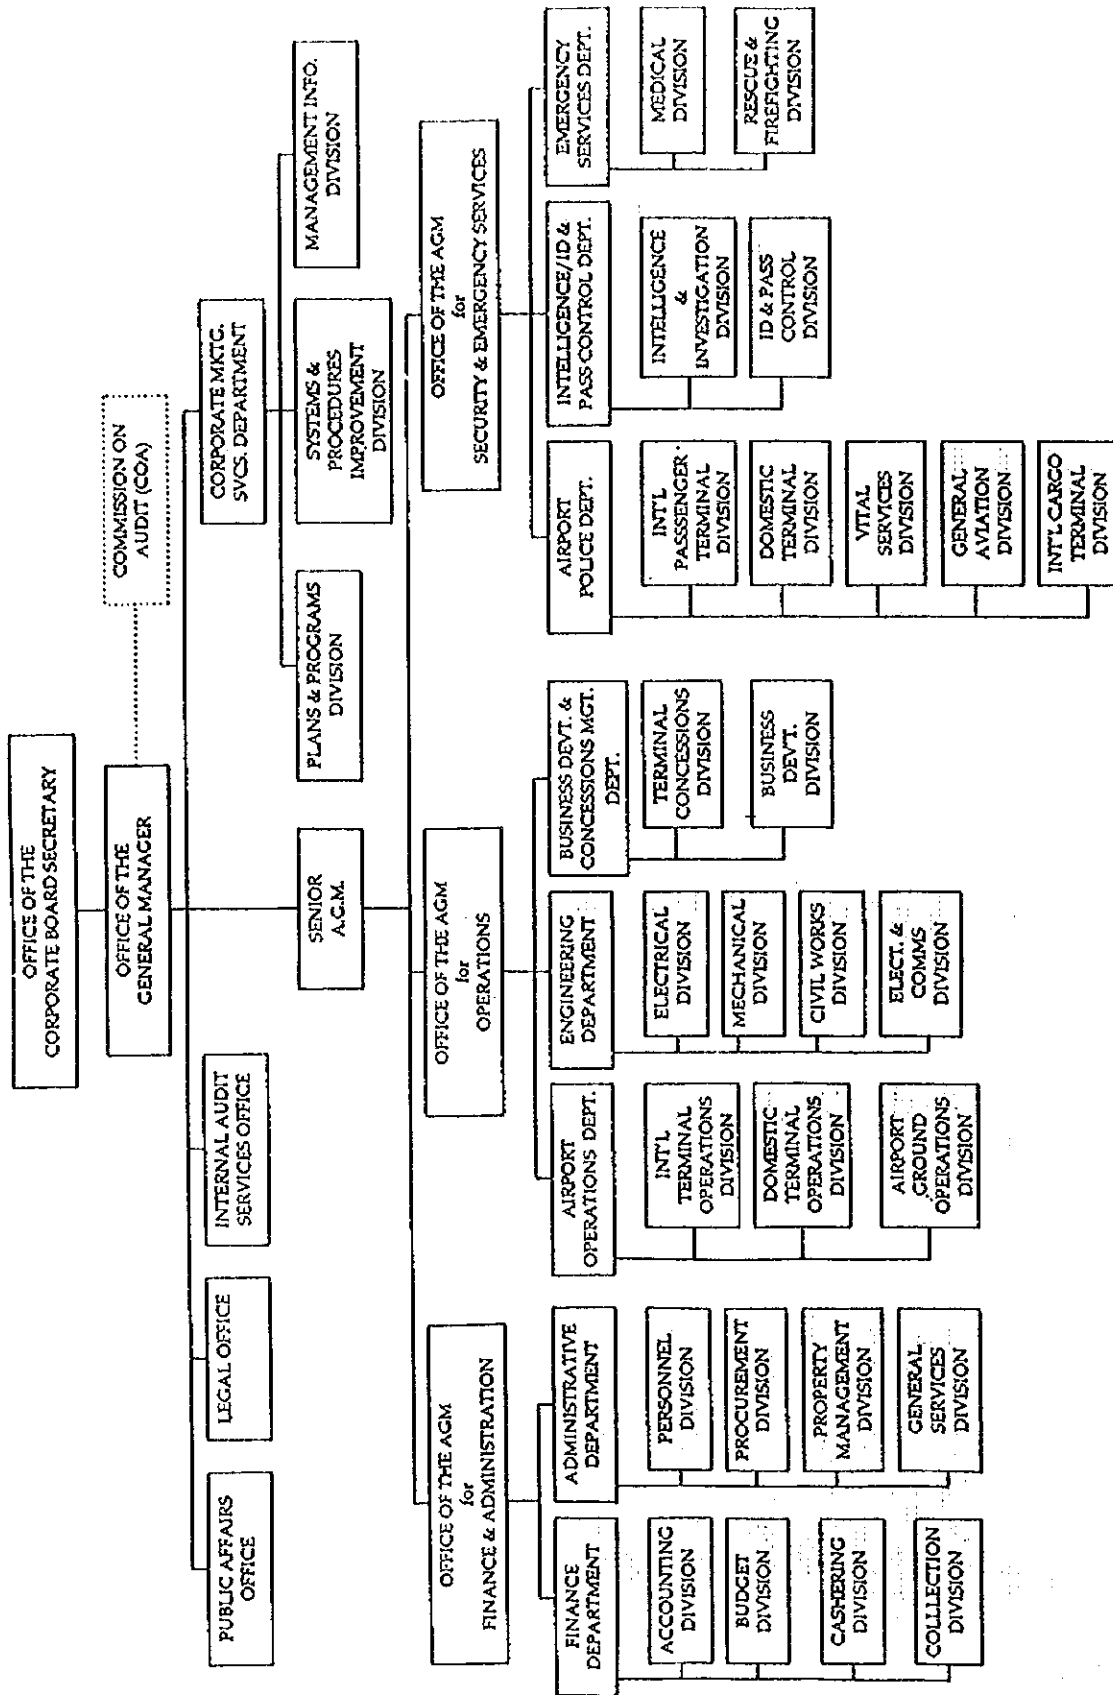 OFFICE OF THE
CORPORATE BOARD SECRETARY
OFFICE OF THE
GENERAL MANAGER
COMMISSION ON
AUDIT (COA)
PUBLIC AFFAIRS
OFFICE
LEGAL OFFICE
INTERNAL AUDIT
SERVICES OFFICE
CORPORATE MKTG.
SVCS. DEPARTMENT
SENIOR
A.G.M.
PLANS & PROGRAMS
DIVISION
SYSTEMS &
PROCEDURES
IMPROVEMENT
DIVISION
MANAGEMENT INFO.
DIVISION
OFFICE OF THE AGM
for
FINANCE & ADMINISTRATION
OFFICE OF THE AGM
for
OPERATIONS
OFFICE OF THE AGM
for
SECURITY & EMERGENCY SERVICES
FINANCE
DEPARTMENT
ACCOUNTING
DIVISION
BUDGET
DIVISION
CASHERING
DIVISION
COLLLECTION
DIVISION
ADMINISTRATIVE
DEPARTMENT
PERSONNEL
DIVISION
PROCUREMENT
DIVISION
PROPERTY
MANAGEMENT
DIVISION
GENERAL
SERVICES
DIVISION
AIRPORT
OPERATIONS DEPT.
INT'L
TERMINAL
OPERATIONS
DIVISION
DOMESTIC
TERMINAL
OPERATIONS
DIVISION
AIRPORT
GROUND
OPERATIONS
DIVISION
ENGINEERING
DEPARTMENT
ELECTRICAL
DIVISION
MECHANICAL
DIVISION
CIVIL WORKS
DIVISION
ELECT. &
COMMS
DIVISION
BUSINESS DEVT. &
CONCESSIONS MGT.
DEPT.
TERMINAL
CONCESSIONS
DIVISION
BUSINESS
DEV'T.
DIVISION
AIRPORT
POLICE DEPT.
INT'L
PASSSENGER
TERMINAL
DIVISION
DOMESTIC
TERMINAL
DIVISION
VITAL
SERVICES
DIVISION
GENERAL
AVIATION
DIVISION
INT'L CARGO
TERMINAL
DIVISION
INTELLIGENCE/ID &
PASS CONTROL DEPT.
INTELLIGENCE
&
INVESTIGATION
DIVISION
ID & PASS
CONTROL
DIVISION
EMERGENCY
SERVICES DEPT.
MEDICAL
DIVISION
RESCUE &
FIREFIGHTING
DIVISION